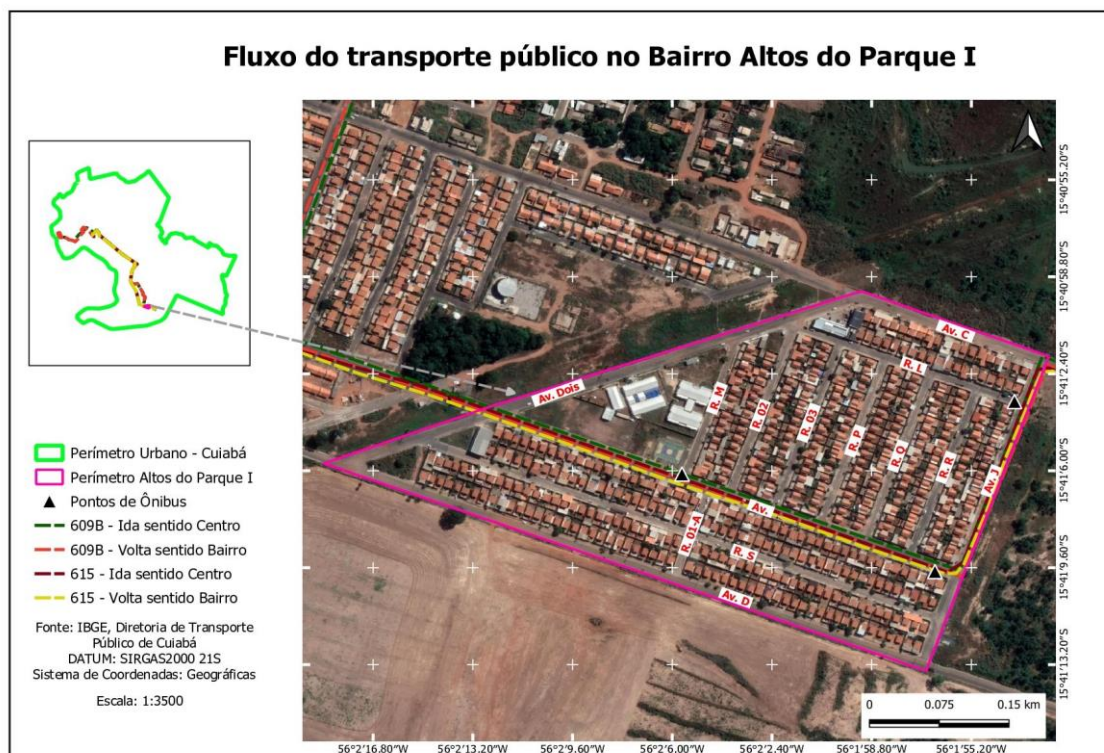 Fluxo do transporte público no Bairro Altos do Parque I
Perímetro Urbano - Cuiabá
Perímetro Altos do Parque I
Pontos de Ônibus
609B - Ida sentido Centro
609B - Volta sentido Bairro
615 - Ida sentido Centro
615 - Volta sentido Bairro
Fonte: IBGE, Diretoria de Transporte
Público de Cuiabá
DATUM: SIRGAS2000 21S
Sistema de Coordenadas: Geográficas
Escala: 1:3500
Av. C
R. L
Av. Dois
R. M
R. 02
R. 03
R. P
R. O
R. R
Av. J
Av.
R. 01-A
R. S
Av. D
15°40'55.20"S
15°40'58.80"S
15°41'2.40"S
15°41'6.00"S
15°41'9.60"S
15°41'13.20"S
0 0.075 0.15 km
56°2'16.80"W 56°2'13.20"W 56°2'9.60"W 56°2'6.00"W 56°2'2.40"W 56°1'58.80"W 56°1'55.20"W